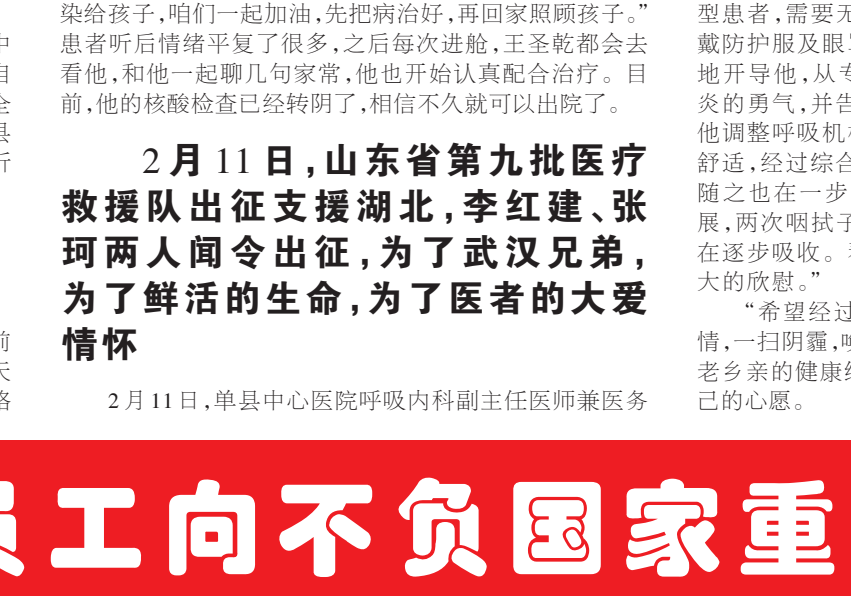 中
自
全
县
斤
前
天
路
染给孩子,咱们一起加油,先把病治好,再回家照顾孩子。”
患者听后情绪平复了很多,之后每次进舱,王圣乾都会去
看他,和他一起聊几句家常,他也开始认真配合治疗。目
前,他的核酸检查已经转阴了,相信不久就可以出院了。
2月11日,山东省第九批医疗
救援队出征支援湖北,李红建、张
珂两人闻令出征,为了武汉兄弟,
为了鲜活的生命,为了医者的大爱
情怀
2月11日,单县中心医院呼吸内科副主任医师兼医务
型患者,需要无
戴防护服及眼
地开导他,从专
炎的勇气,并告
他调整呼吸机
舒适,经过综合
随之也在一步
展,两次咽拭子
在逐步吸收。
大的欣慰。”
“希望经过
情,一扫阴霾,唤
老乡亲的健康
己的心愿。
员工向不负国家重